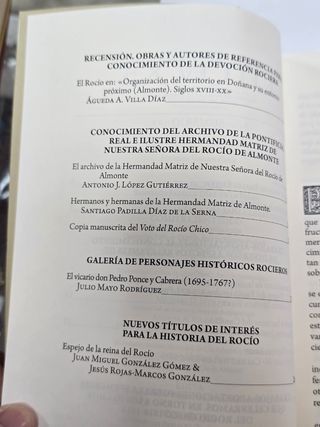 RECENSIÓN. OBRAS Y AUTORES DE REFERENCIA PARA
CONOCIMIENTO DE LA DEVOCIÓN ROCIERA
El Rocío en: «Organización del territorio en Doñana y su entorno
próximo (Almonte). Siglos XVIII-XX»
ÁGUEDA A. VILLA DÍAZ
CONOCIMIENTO DEL ARCHIVO DE LA PONTIFICIA
REAL E ILUSTRE HERMANDAD MATRIZ DE
NUESTRA SEÑORA DEL ROCÍO DE ALMONTE
El archivo de la Hermandad Matriz de Nuestra Señora del Rocío de
Almonte
ANTONIO J. LÓPEZ GUTIÉRREZ
Hermanos y hermanas de la Hermandad Matriz de Almonte.
SANTIAGO PADILLA DÍAZ DE LA SERNA
Copia manuscrita del Voto del Rocío Chico
GALERÍA DE PERSONAJES HISTÓRICOS ROCIEROS
El vicario don Pedro Ponce y Cabrera (1695-1767?)
JULIO MAYO RODRÍGUEZ
NUEVOS TÍTULOS DE INTERÉS
PARA LA HISTORIA DEL ROCÍO
Espejo de la reina del Rocío
JUAN MIGUEL GONZÁLEZ GÓMEZ &
JESÚS ROJAS-MARCOS GONZÁLEZ